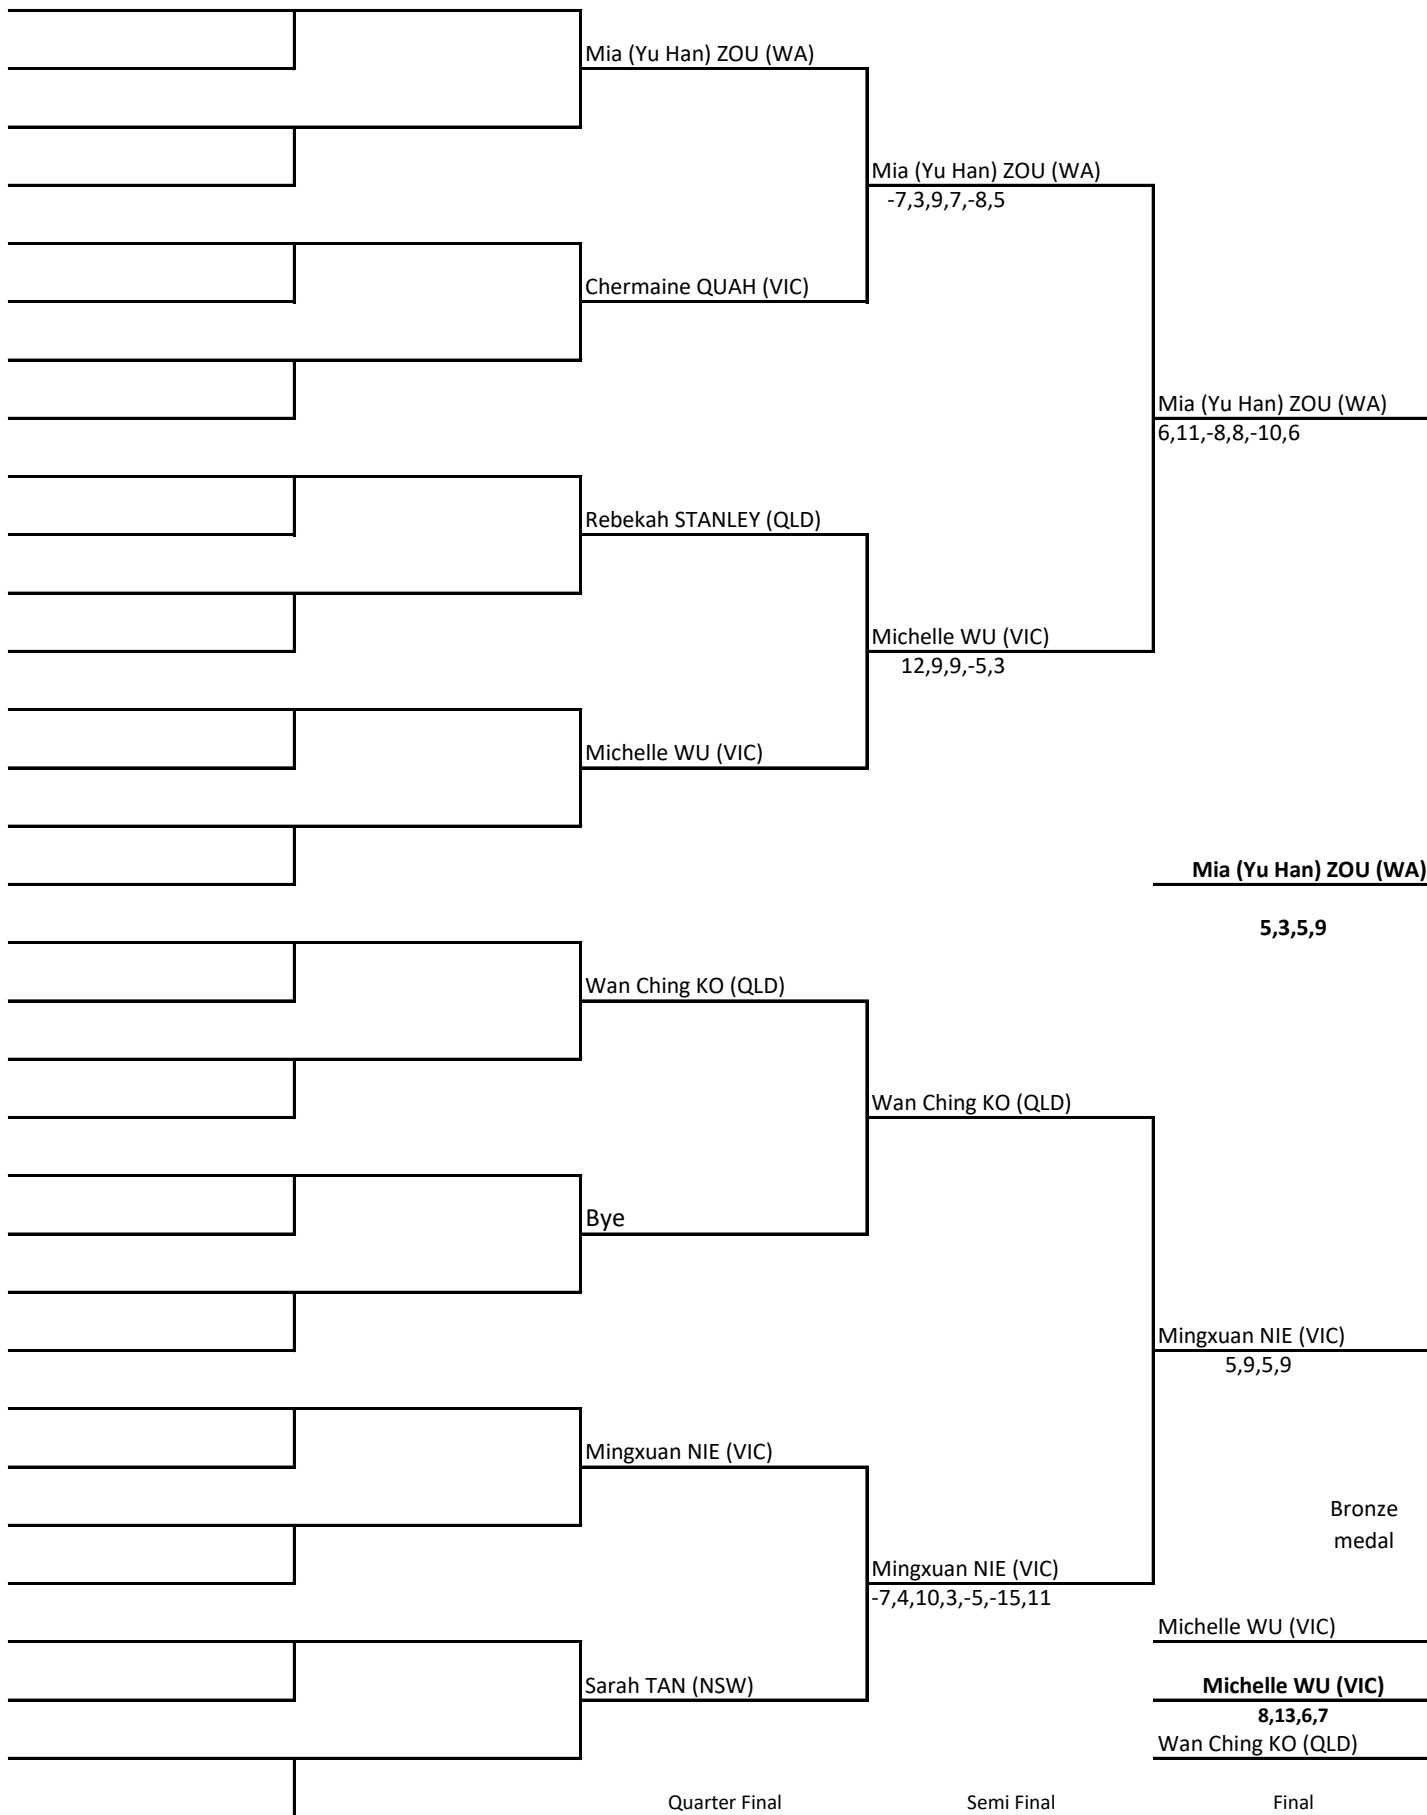 Mia (Yu Han) ZOU (WA)
Mia (Yu Han) ZOU (WA)
-7,3,9,7,-8,5
Chermaine QUAH (VIC)
Mia (Yu Han) ZOU (WA)
6,11,-8,8,-10,6
Rebekah STANLEY (QLD)
Michelle WU (VIC)
12,9,9,-5,3
Michelle WU (VIC)
Mia (Yu Han) ZOU (WA)
5,3,5,9
Wan Ching KO (QLD)
Wan Ching KO (QLD)
Bye
Mingxuan NIE (VIC)
5,9,5,9
Mingxuan NIE (VIC)
Bronze
medal
Mingxuan NIE (VIC)
-7,4,10,3,-5,-15,11
Michelle WU (VIC)
Sarah TAN (NSW)
Michelle WU (VIC)
8,13,6,7
Wan Ching KO (QLD)
Quarter Final
Semi Final
Final